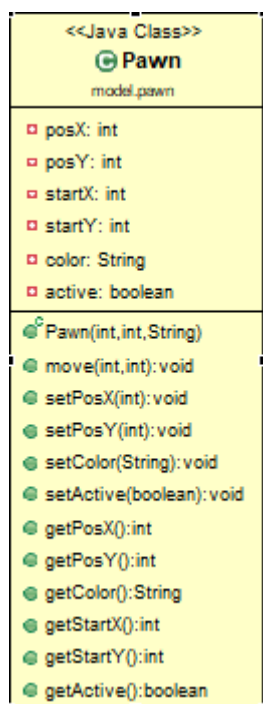 <<Java Class>>
Pawn
model.pawn
posX: int
posY: int
startX: int
startY: int
color: String
active: boolean
Pawn(int,int,String)
move(int,int): void
setPosX(int): void
setPosY(int): void
setColor(String): void
setActive(boolean): void
getPosX():int
getPosY():int
getColor():String
getStartX():int
getStartY():int
getActive():boolean